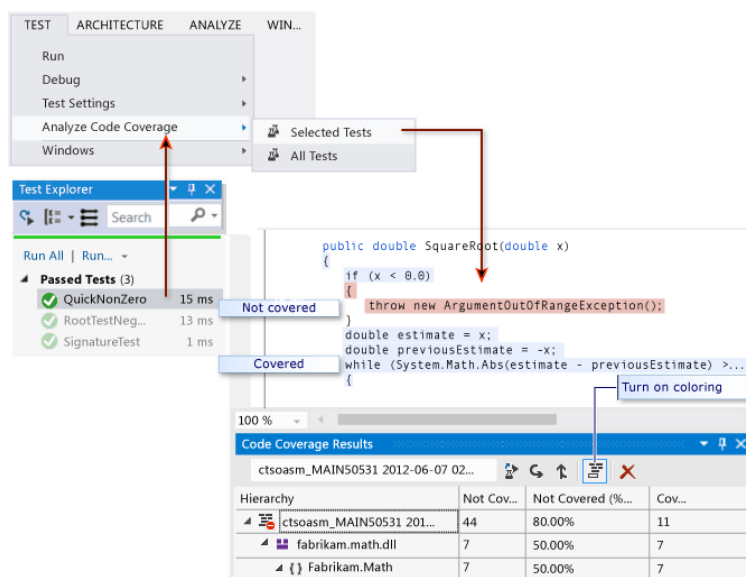 TEST ARCHITECTURE ANALYZE WIN...
Run
Debug
Test Settings
Analyze Code Coverage
Windows
Selected Tests
All Tests
Test Explorer
Search
Run All | Run...
Passed Tests (3)
QuickNonZero 15 ms
RootTestNeg... 13 ms
SignatureTest 1 ms
Not covered
Covered
public double SquareRoot(double x)
{
if (x < 0.0)
{
throw new ArgumentOutOfRangeException();
}
double estimate = x;
double previousEstimate = -x;
while (System.Math.Abs(estimate - previousEstimate) >...
{
Turn on coloring
100 %
Code Coverage Results
ctsoasm_MAIN50531 2012-06-07 02...
Hierarchy Not Cov... Not Covered (%... Cov...
ctsoasm_MAIN50531 201... 44 80.00% 11
fabrikam.math.dll 7 50.00% 7
{ } Fabrikam.Math 7 50.00% 7